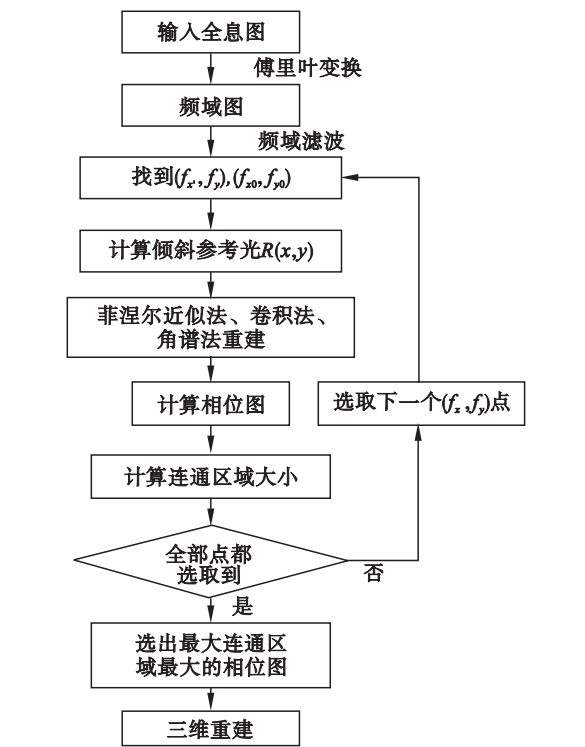 输入全息图
傅里叶变换
频域图
频域滤波
找到(fx',fy),(fx0,fy0)
计算倾斜参考光R(x,y)
菲涅尔近似法、卷积法、
角谱法重建
计算相位图
选取下一个(fx ,fy)点
计算连通区域大小
全部点都
选取到
否
是
选出最大连通区
域最大的相位图
三维重建